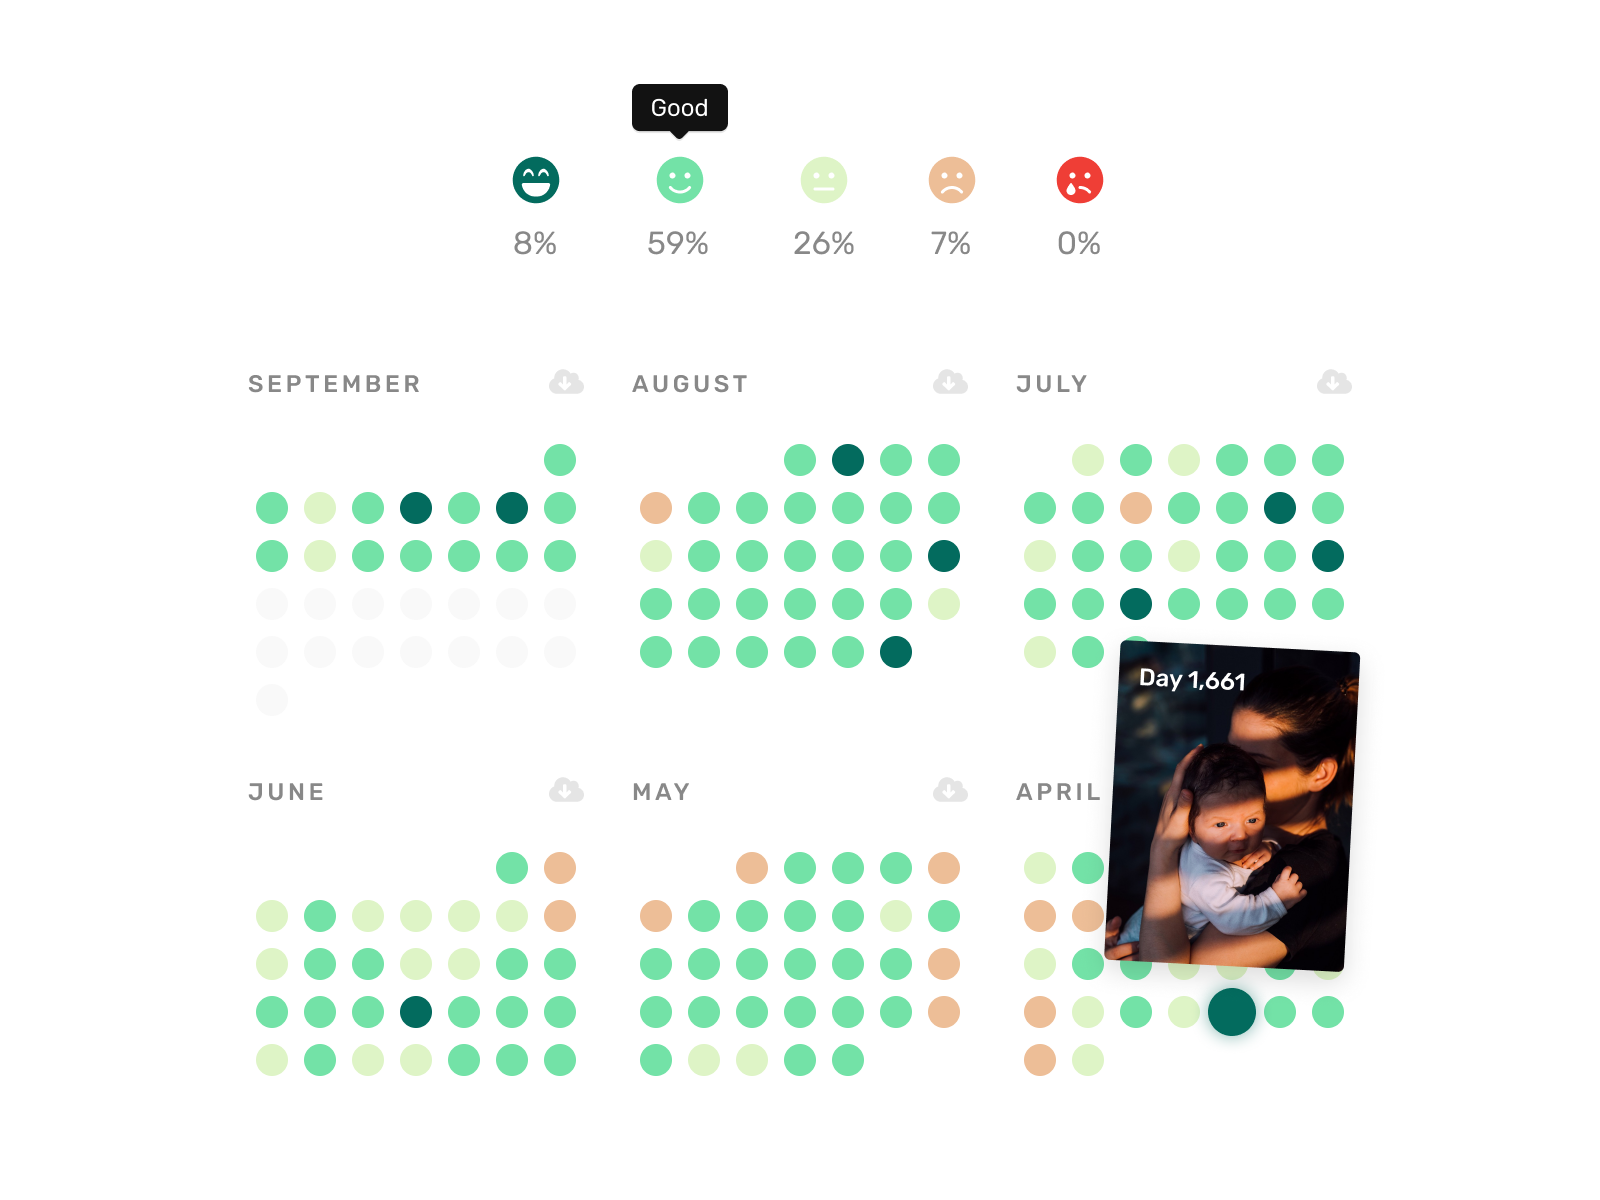 Good
8%
59%
26%
7%
0%
SEPTEMBER
AUGUST
JULY
Day 1,661
JUNE
MAY
APRIL